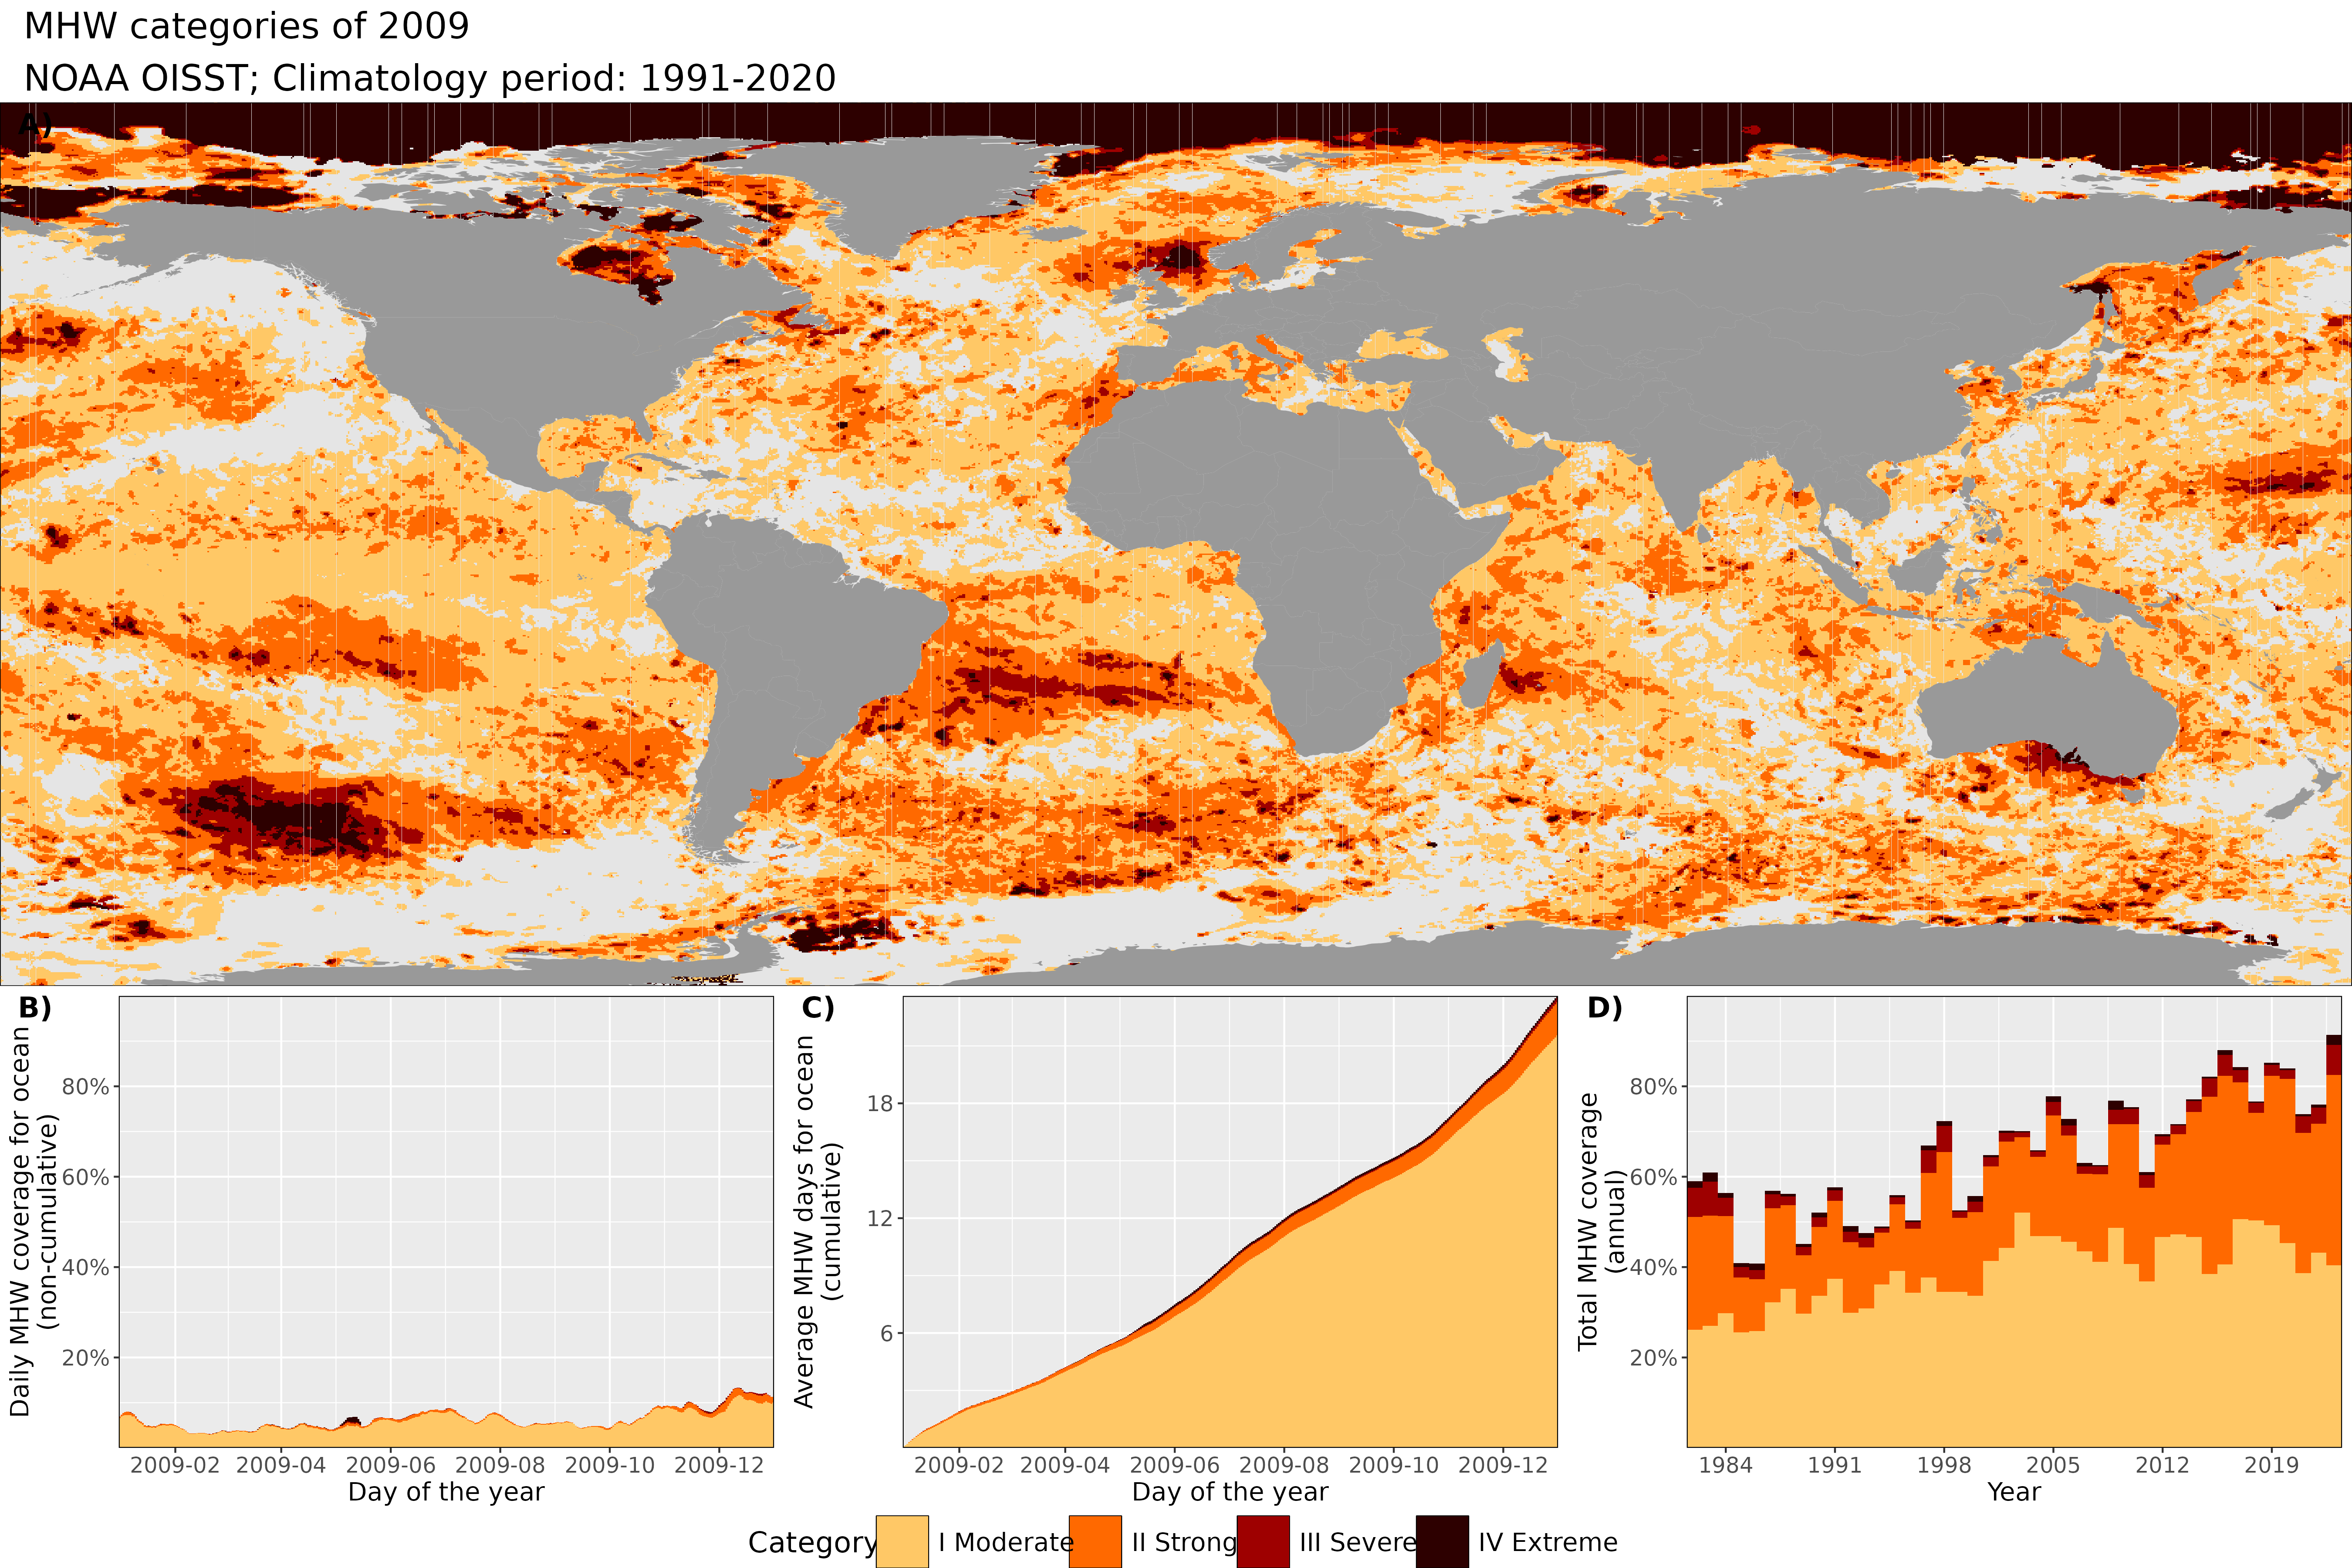 MHW categories of 2009
NOAA OISST; Climatology period: 1991-2020
A)
B)
Daily MHW coverage for ocean
(non-cumulative)
80%
60%
40%
20%
2009-02 2009-04 2009-06 2009-08 2009-10 2009-12
Day of the year
C)
Average MHW days for ocean
(cumulative)
18
12
6
2009-02 2009-04 2009-06 2009-08 2009-10 2009-12
Day of the year
D)
Total MHW coverage
(annual)
80%
60%
40%
20%
1984 1991 1998 2005 2012 2019
Year
Category I Moderate II Strong III Severe IV Extreme